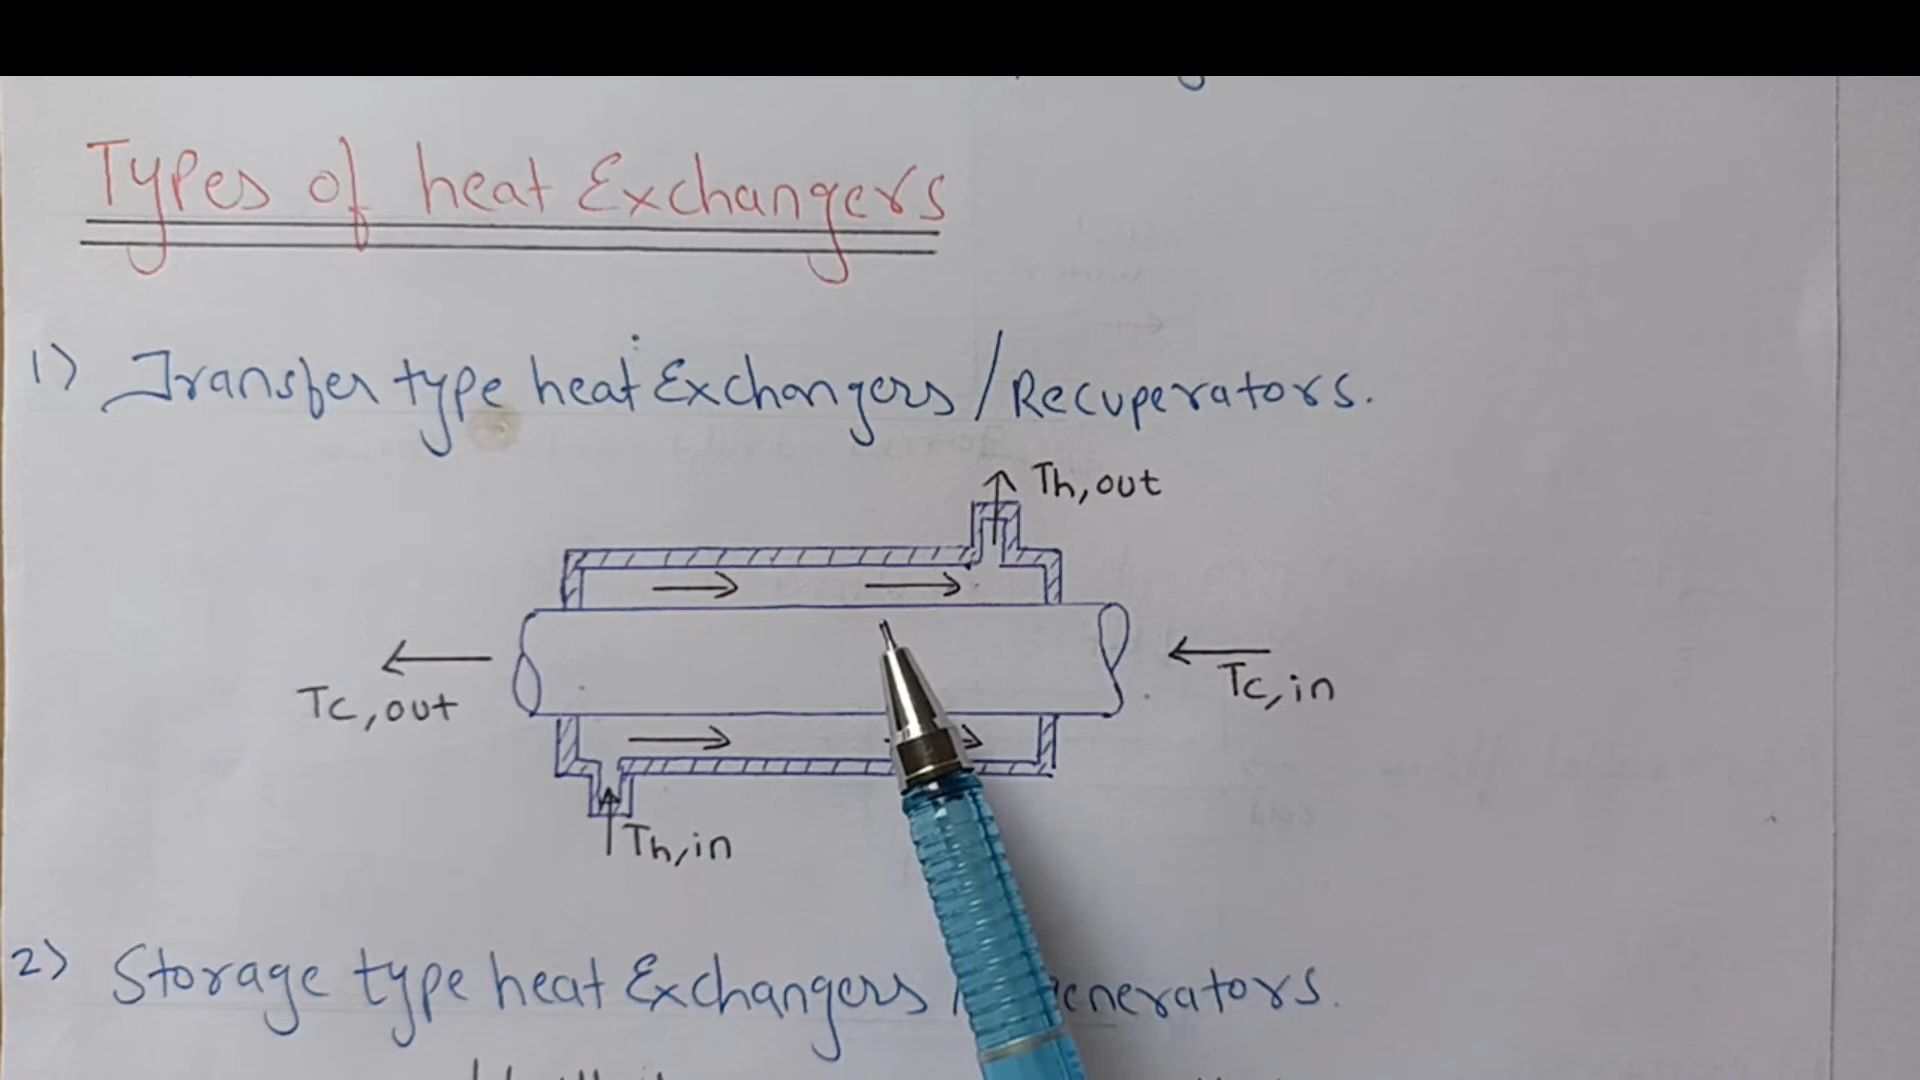 Types of heat Exchangers
1) Transfer type heat Exchangers / Recuperators.
Th, out
Tc, out
Tc, in
Th, in
2) Storage type heat Exchangers /